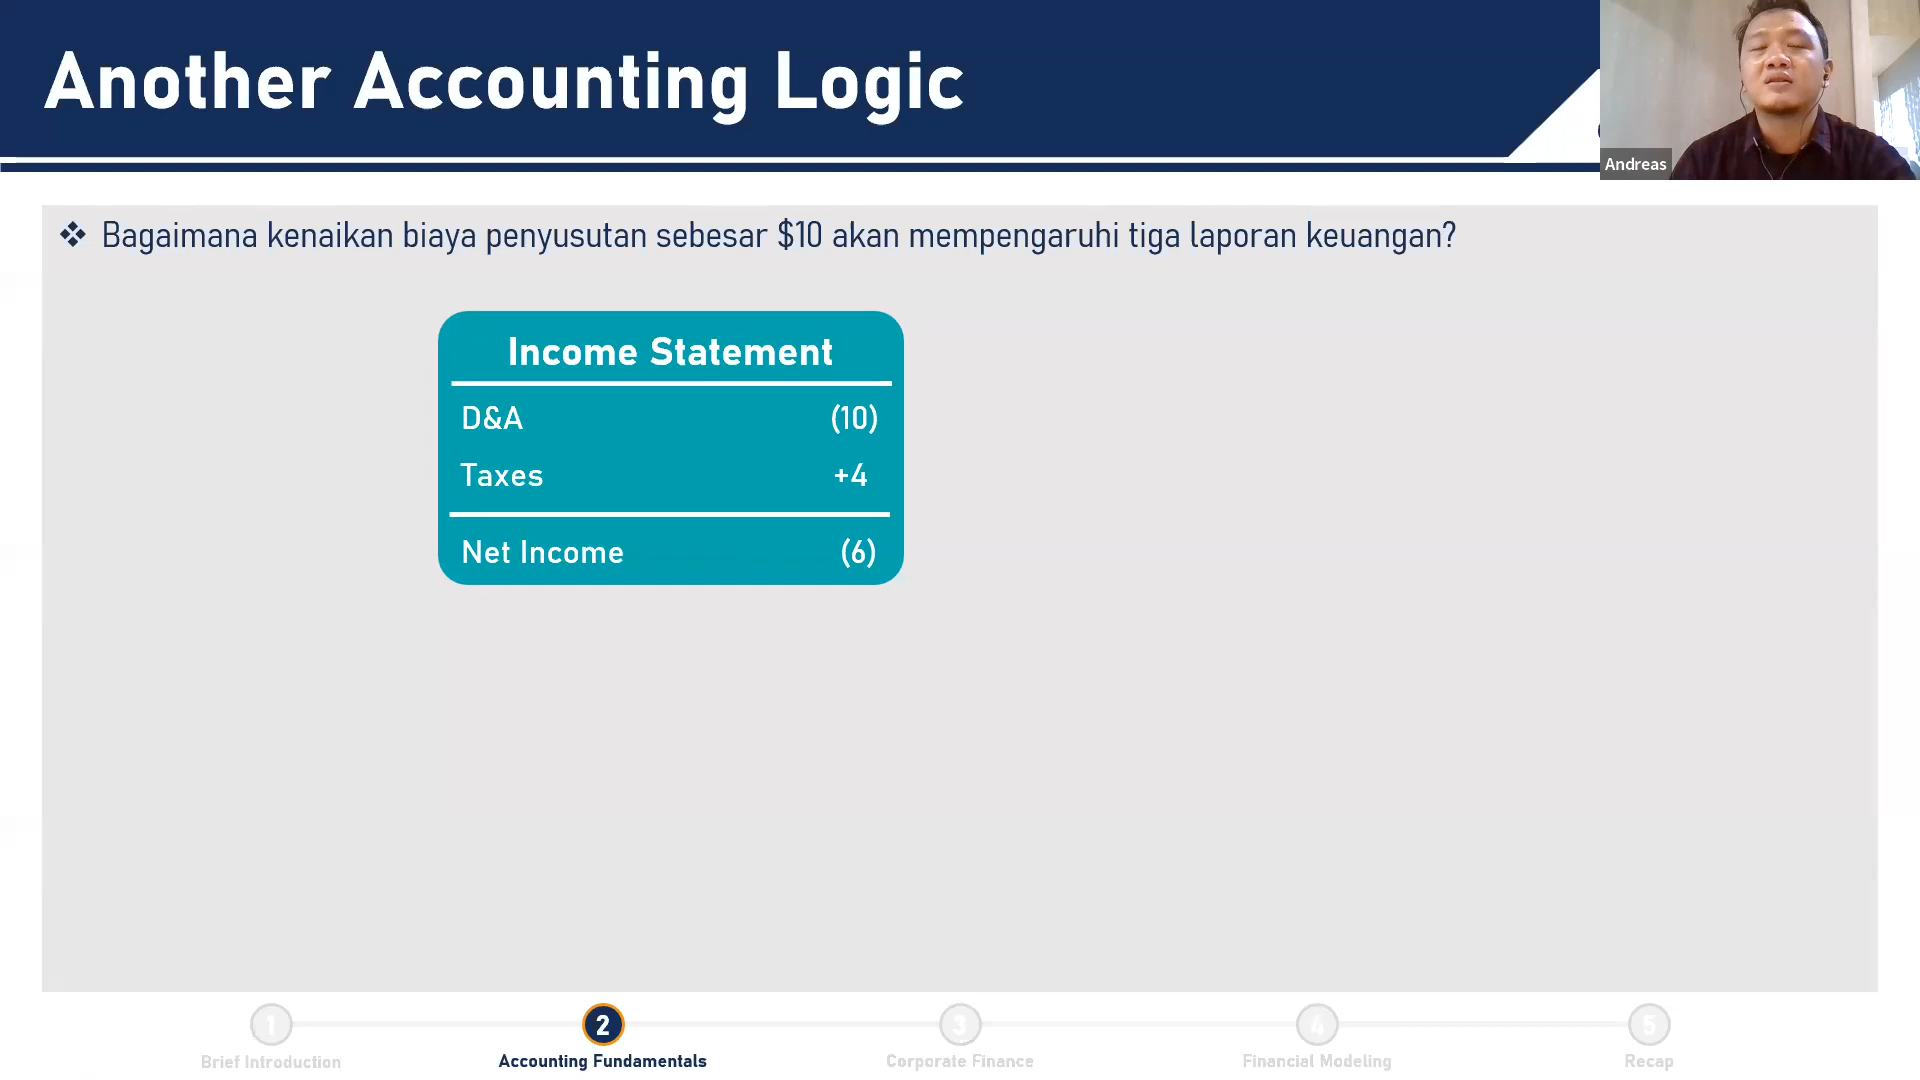 Another Accounting Logic
Andreas
❖ Bagaimana kenaikan biaya penyusutan sebesar $10 akan mempengaruhi tiga laporan keuangan?
Income Statement
D&A (10)
Taxes +4
Net Income (6)
1 2 3 4 5
Brief Introduction Accounting Fundamentals Corporate Finance Financial Modeling Recap